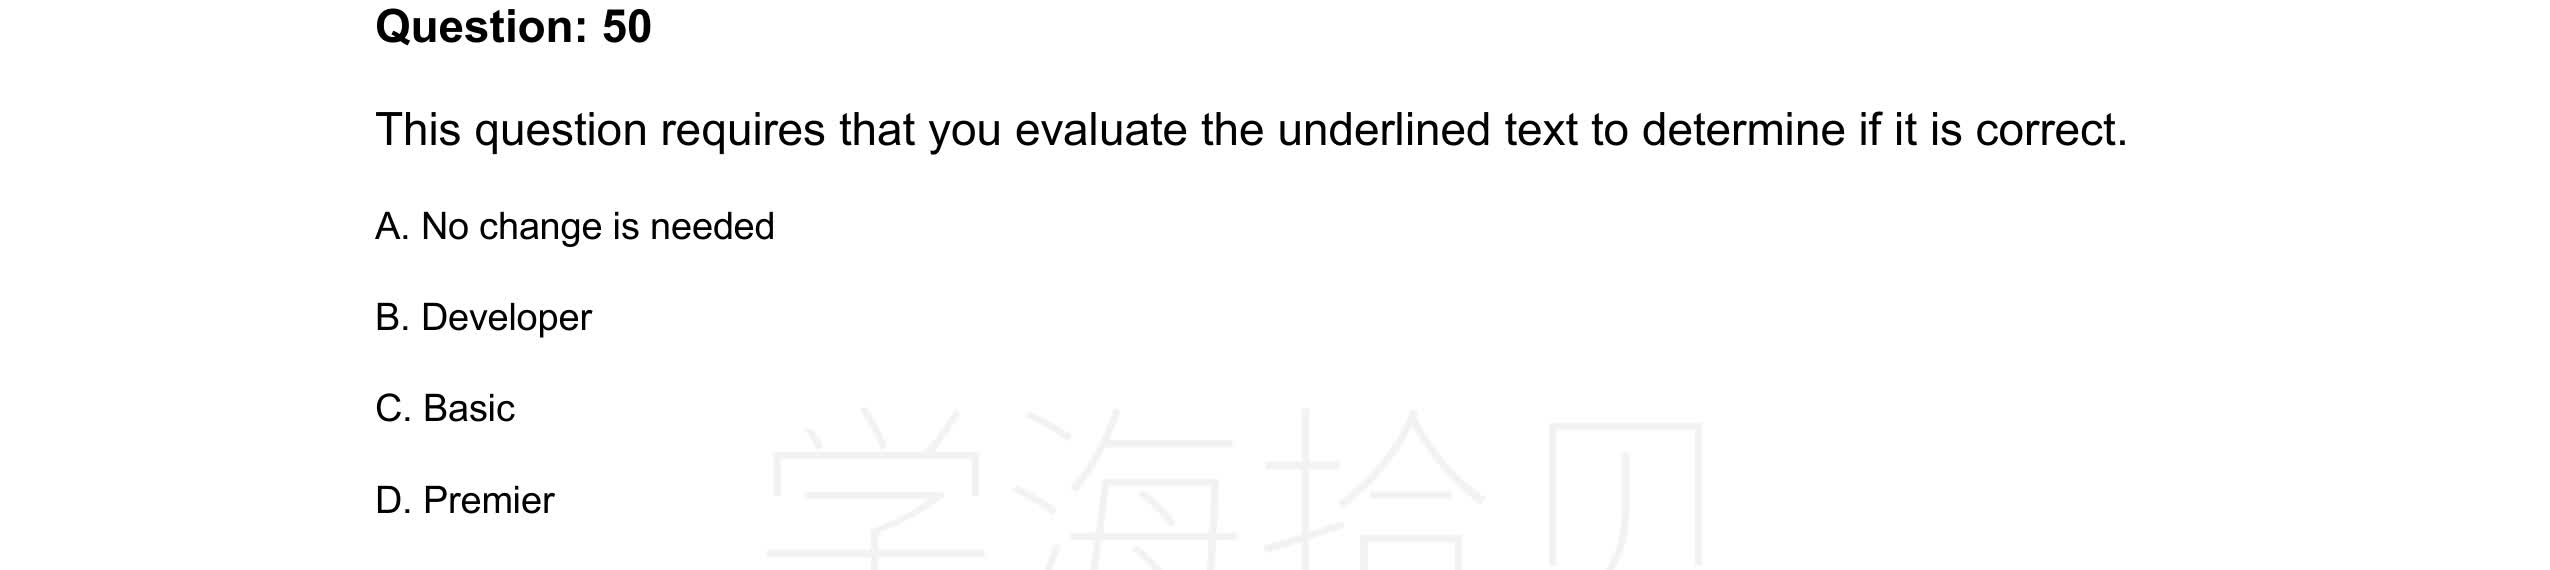 Question: 50
This question requires that you evaluate the underlined text to determine if it is correct.
A. No change is needed
B. Developer
C. Basic
D. Premier
学海拾贝